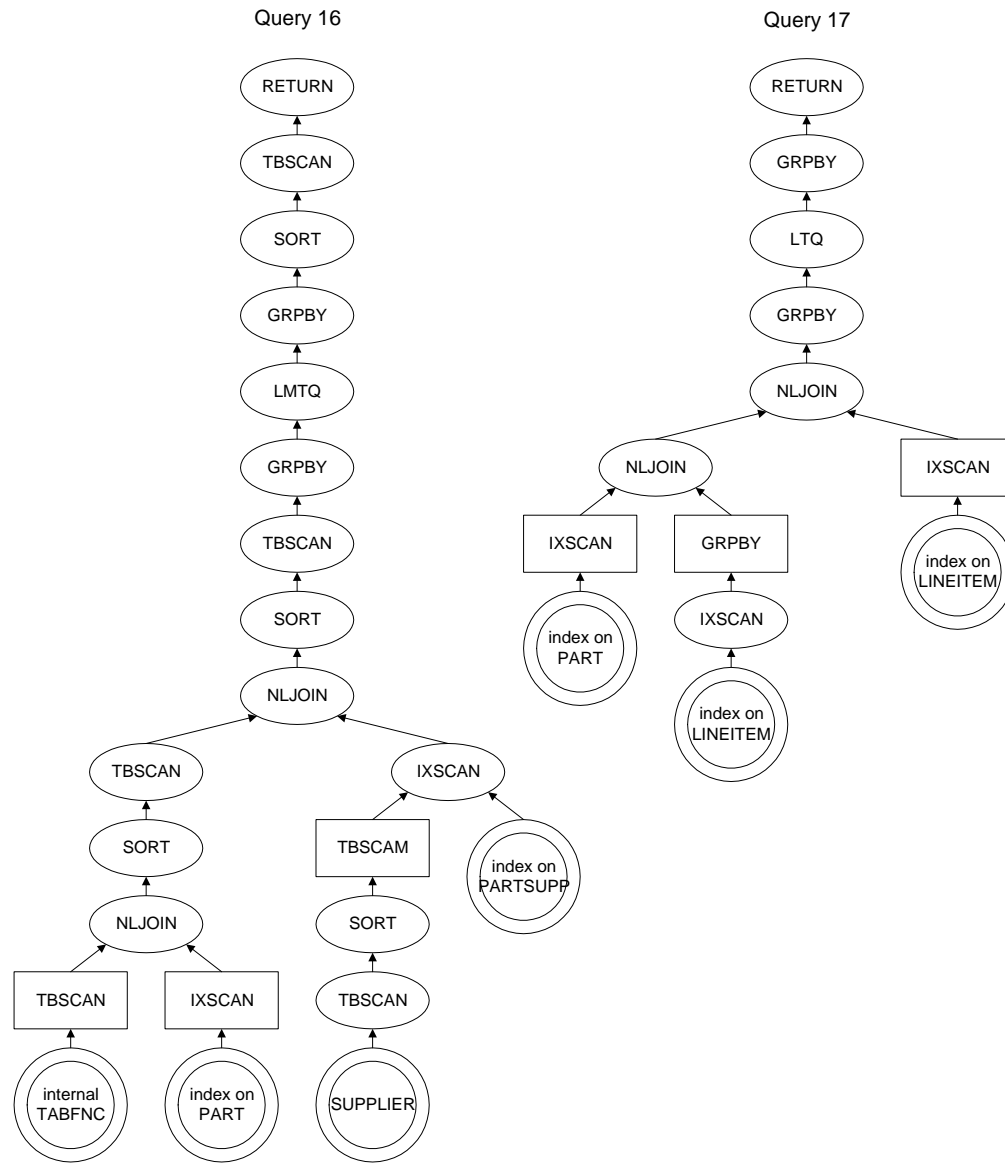 Query 16
RETURN
TBSCAN
SORT
GRPBY
LMTQ
GRPBY
TBSCAN
SORT
NLJOIN
TBSCAN
IXSCAN
SORT
TBSCAM
index on
PARTSUPP
NLJOIN
SORT
TBSCAN
IXSCAN
TBSCAN
internal
TABFNC
index on
PART
SUPPLIER
Query 17
RETURN
GRPBY
LTQ
GRPBY
NLJOIN
NLJOIN
IXSCAN
IXSCAN
GRPBY
index on
LINEITEM
index on
PART
IXSCAN
index on
LINEITEM